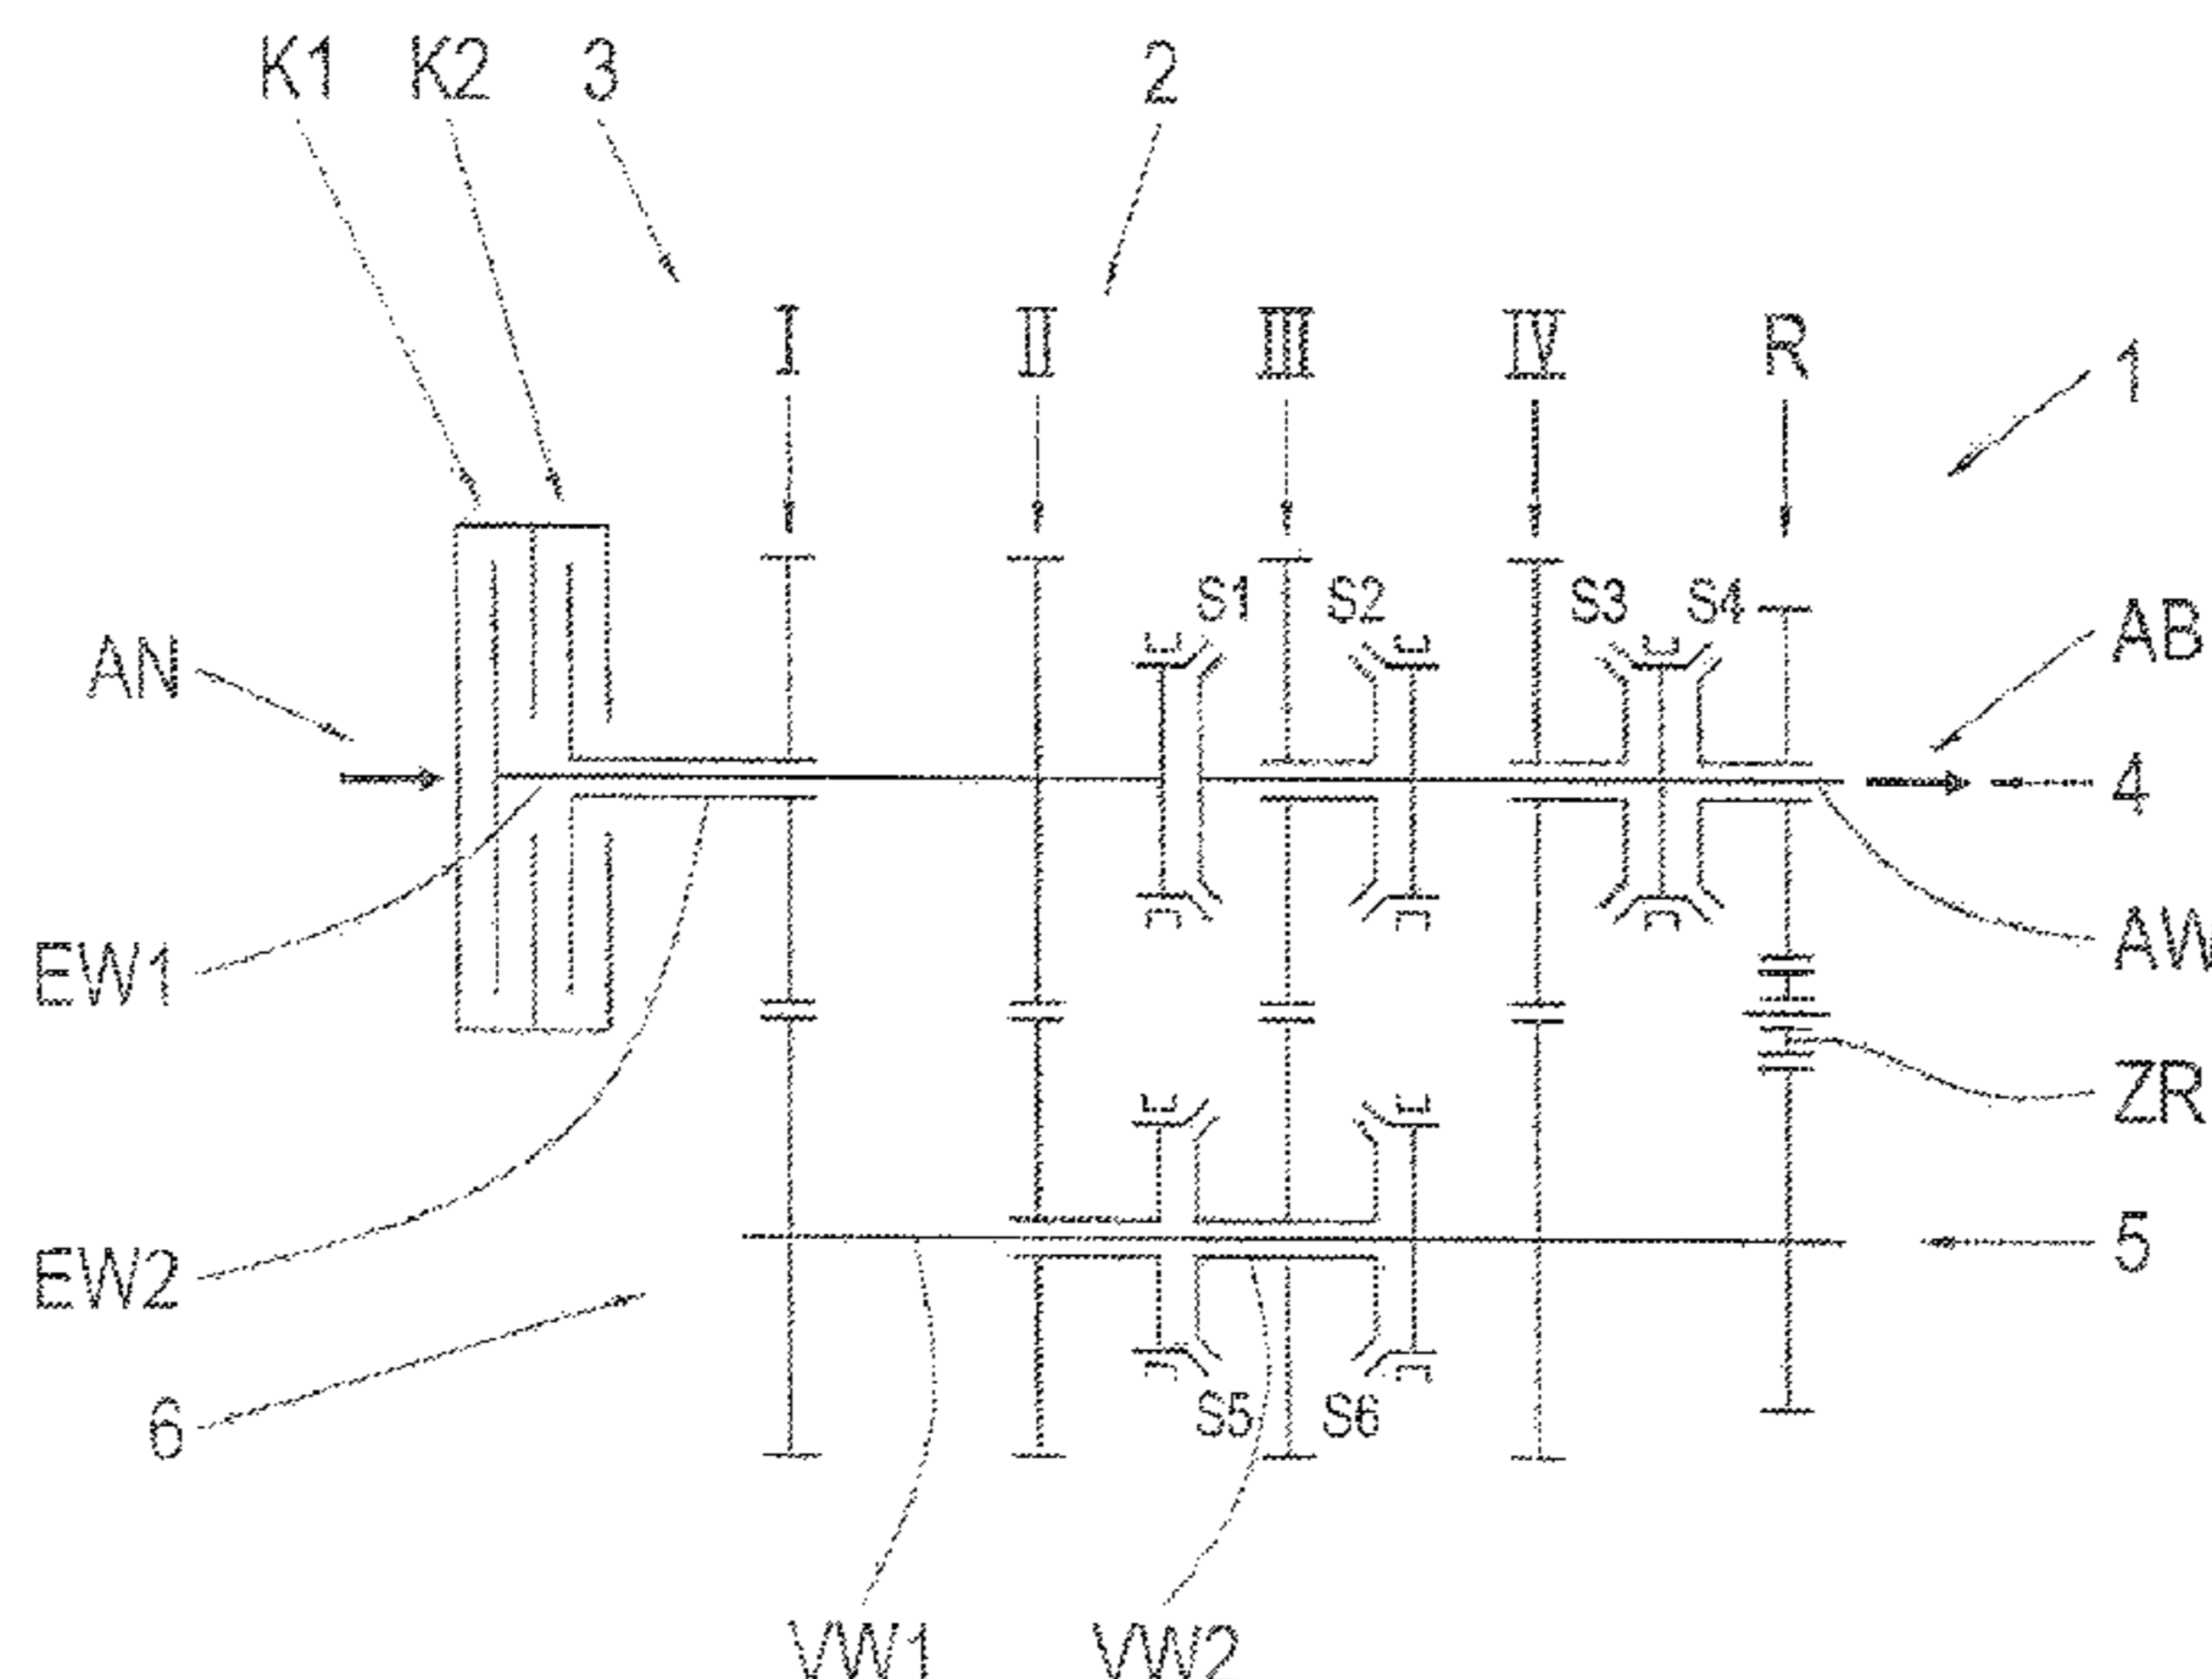 K1 K2 3 2
I II III IV R 1
S1 S2 S3 S4
AN AB
4
EW1 AW
ZR
EW2 5
6 S5 S6
VW1 VW2